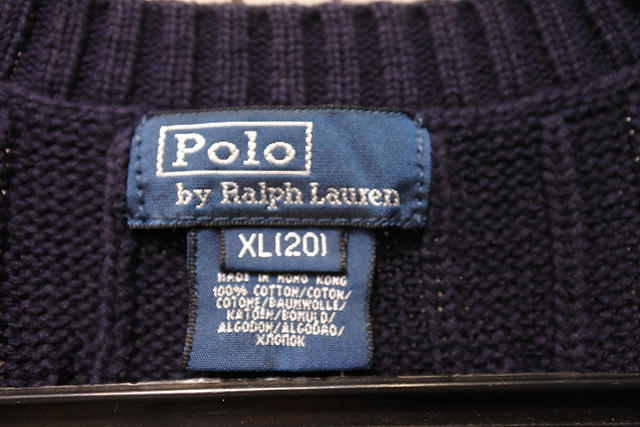 Polo
by Ralph Lauren
XL(20)
MADE IN HONG KONG
100% COTTON/COTON/
COTONE/BAUMWOLLE/
KATOEN/BOMULD/
ALGODON/ALGODAO/
ХЛОПОК